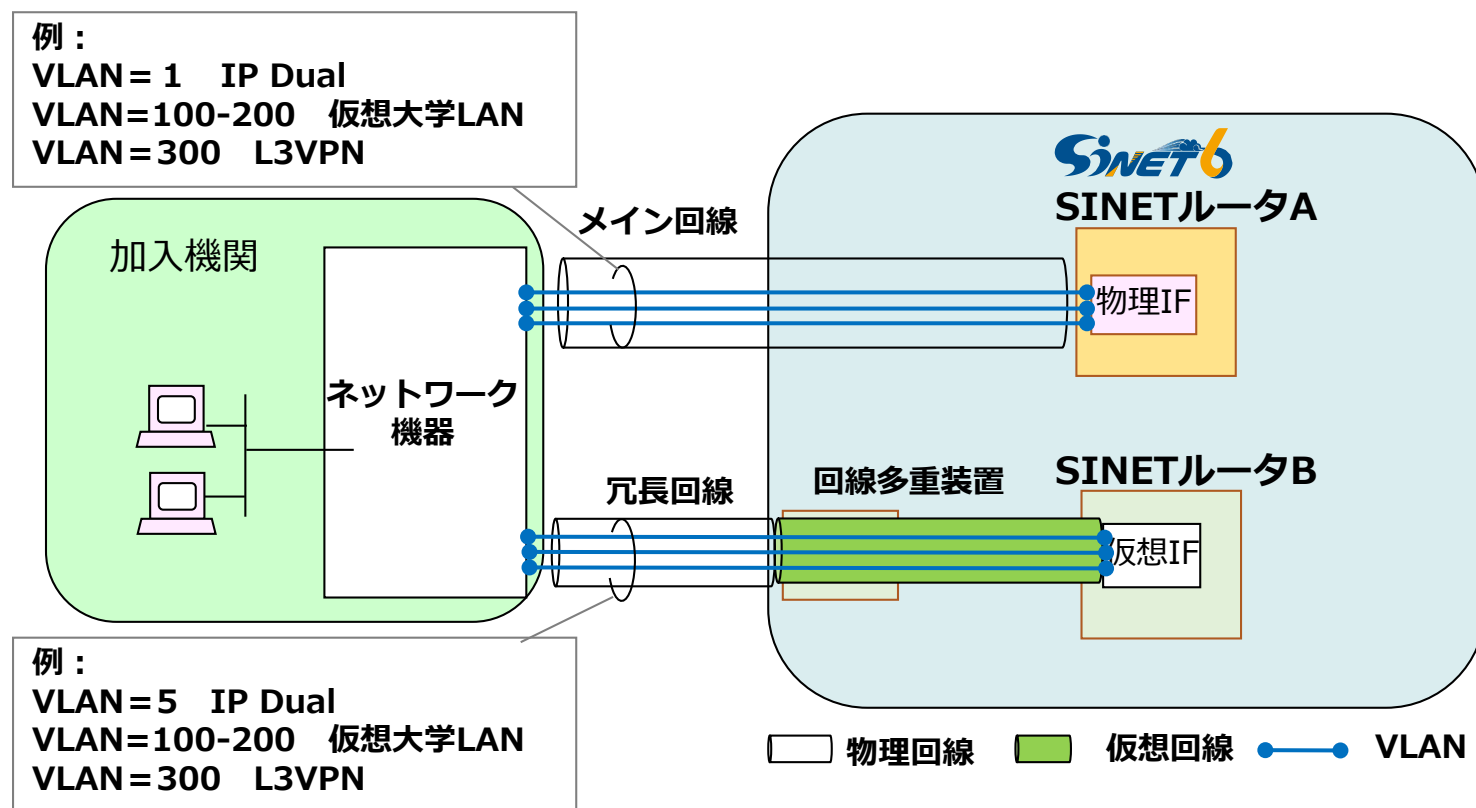 例：
VLAN＝１　IP Dual
VLAN=100-200　仮想大学LAN
VLAN＝300　L3VPN
SINET6
SINETルータA
メイン回線
加入機関
物理IF
ネットワーク
機器
SINETルータB
冗長回線
回線多重装置
仮想IF
例：
VLAN＝5　IP Dual
VLAN=100-200　仮想大学LAN
VLAN＝300　L3VPN
物理回線
仮想回線
VLAN